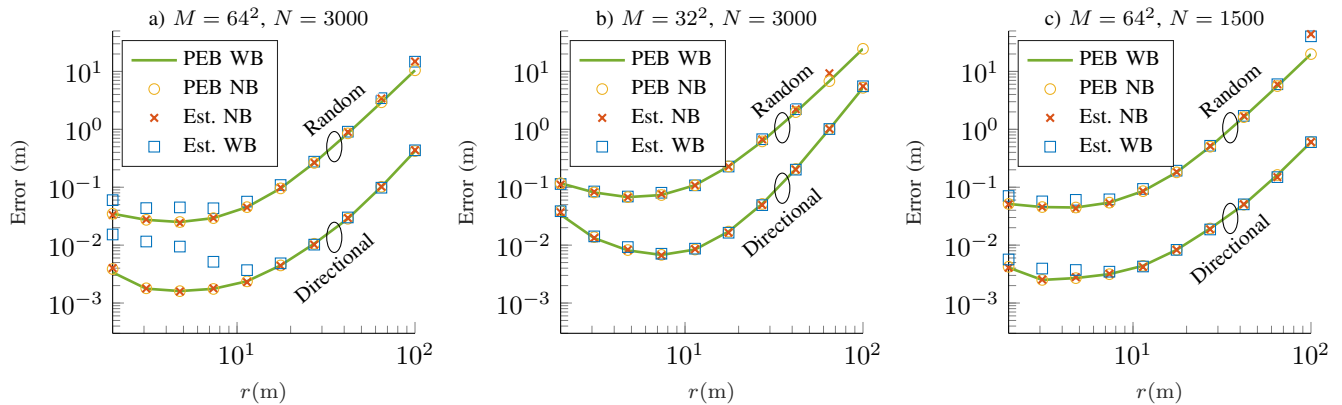 a) M = 64², N = 3000
PEB WB
PEB NB
Est. NB
Est. WB
Random
Directional
10¹
10⁰
10⁻¹
10⁻²
10⁻³
Error (m)
10¹
10²
r(m)
b) M = 32², N = 3000
PEB WB
PEB NB
Est. NB
Est. WB
Random
Directional
10¹
10⁰
10⁻¹
10⁻²
10⁻³
Error (m)
10¹
10²
r(m)
c) M = 64², N = 1500
PEB WB
PEB NB
Est. NB
Est. WB
Random
Directional
10¹
10⁰
10⁻¹
10⁻²
10⁻³
Error (m)
10¹
10²
r(m)